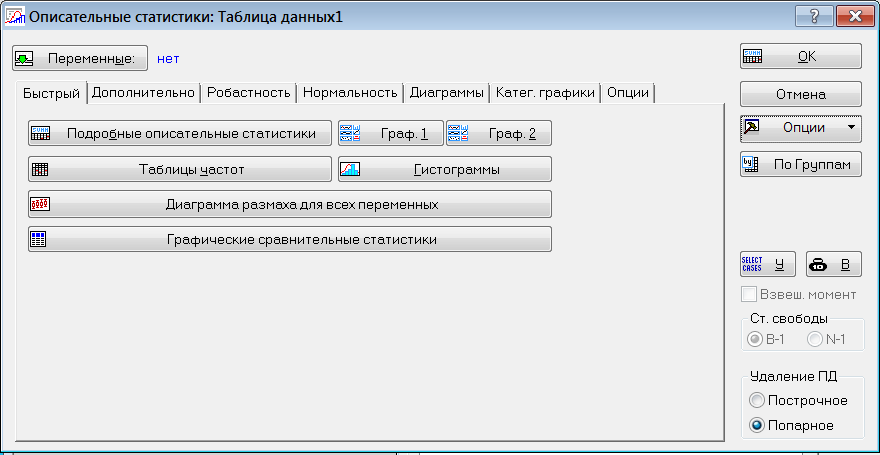 Описательные статистики: Таблица данных1
Переменные: нет
Быстрый Дополнительно Робастность Нормальность Диаграммы Катег. графики Опции
Подробные описательные статистики Граф. 1 Граф. 2
Таблицы частот Гистограммы
Диаграмма размаха для всех переменных
Графические сравнительные статистики
OK
Отмена
Опции
По Группам
SELECT CASES У В
Взвеш. момент
Ст. свободы
В-1 N-1
Удаление ПД
Построчное
Попарное